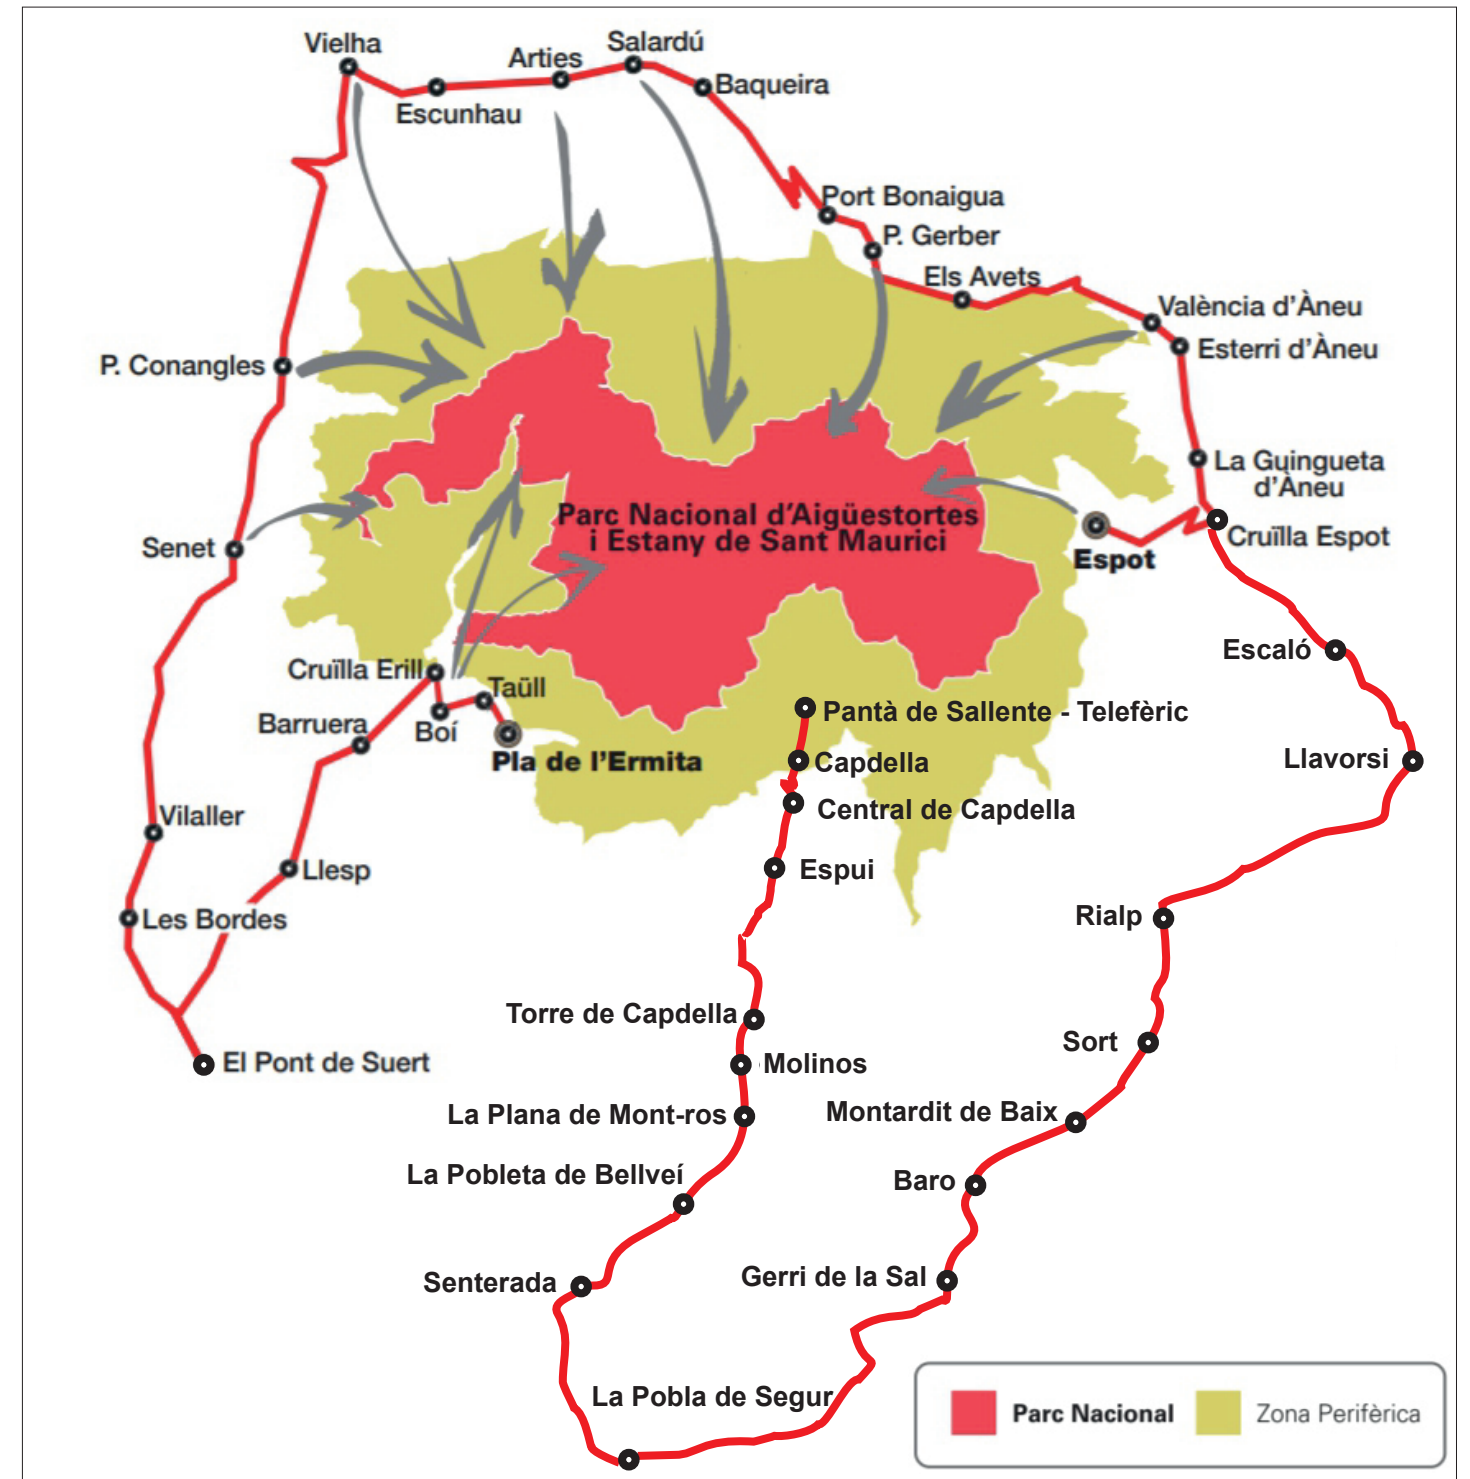 Vielha
Arties
Salardú
Escunhau
Baqueira
Port Bonaigua
P. Gerber
Els Avets
València d'Àneu
Esterri d'Àneu
P. Conangles
La Guingueta
d'Àneu
Parc Nacional d'Aigüestortes
i Estany de Sant Maurici
Senet
Cruïlla Espot
Espot
Escaló
Cruïlla Erill
Taüll
Barruera
Boí
Pantà de Sallente - Telefèric
Pla de l'Ermita
Capdella
Llavorsi
Central de Capdella
Vilaller
Llesp
Espui
Les Bordes
Rialp
Torre de Capdella
Sort
El Pont de Suert
Molinos
La Plana de Mont-ros
Montardit de Baix
La Pobleta de Bellveí
Baro
Senterada
Gerri de la Sal
La Pobla de Segur
Parc Nacional
Zona Perifèrica